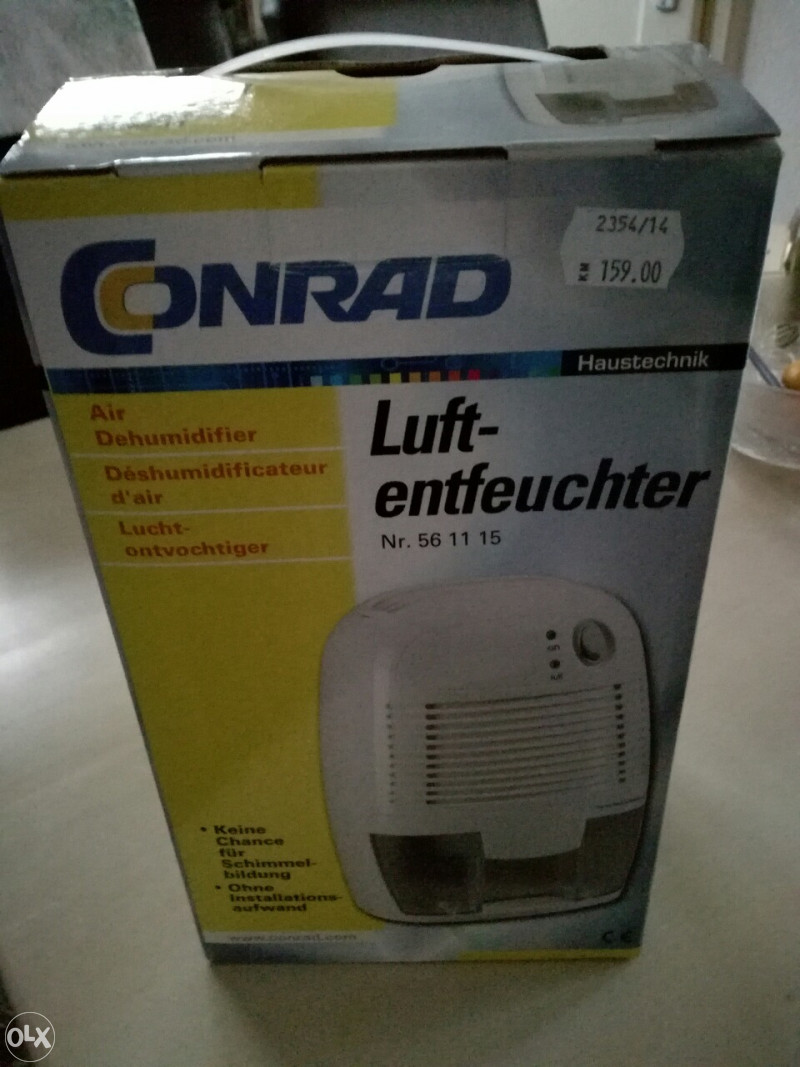 2354/14
KM 159.00
CONRAD
Haustechnik
Air
Dehumidifier
Déshumidificateur
d'air
Lucht-
ontvochtiger
Luft-
entfeuchter
Nr. 56 11 15
• Keine
Chance
für
Schimmel-
bildung
• Ohne
Installations-
aufwand
www.conrad.com
CE
OLX